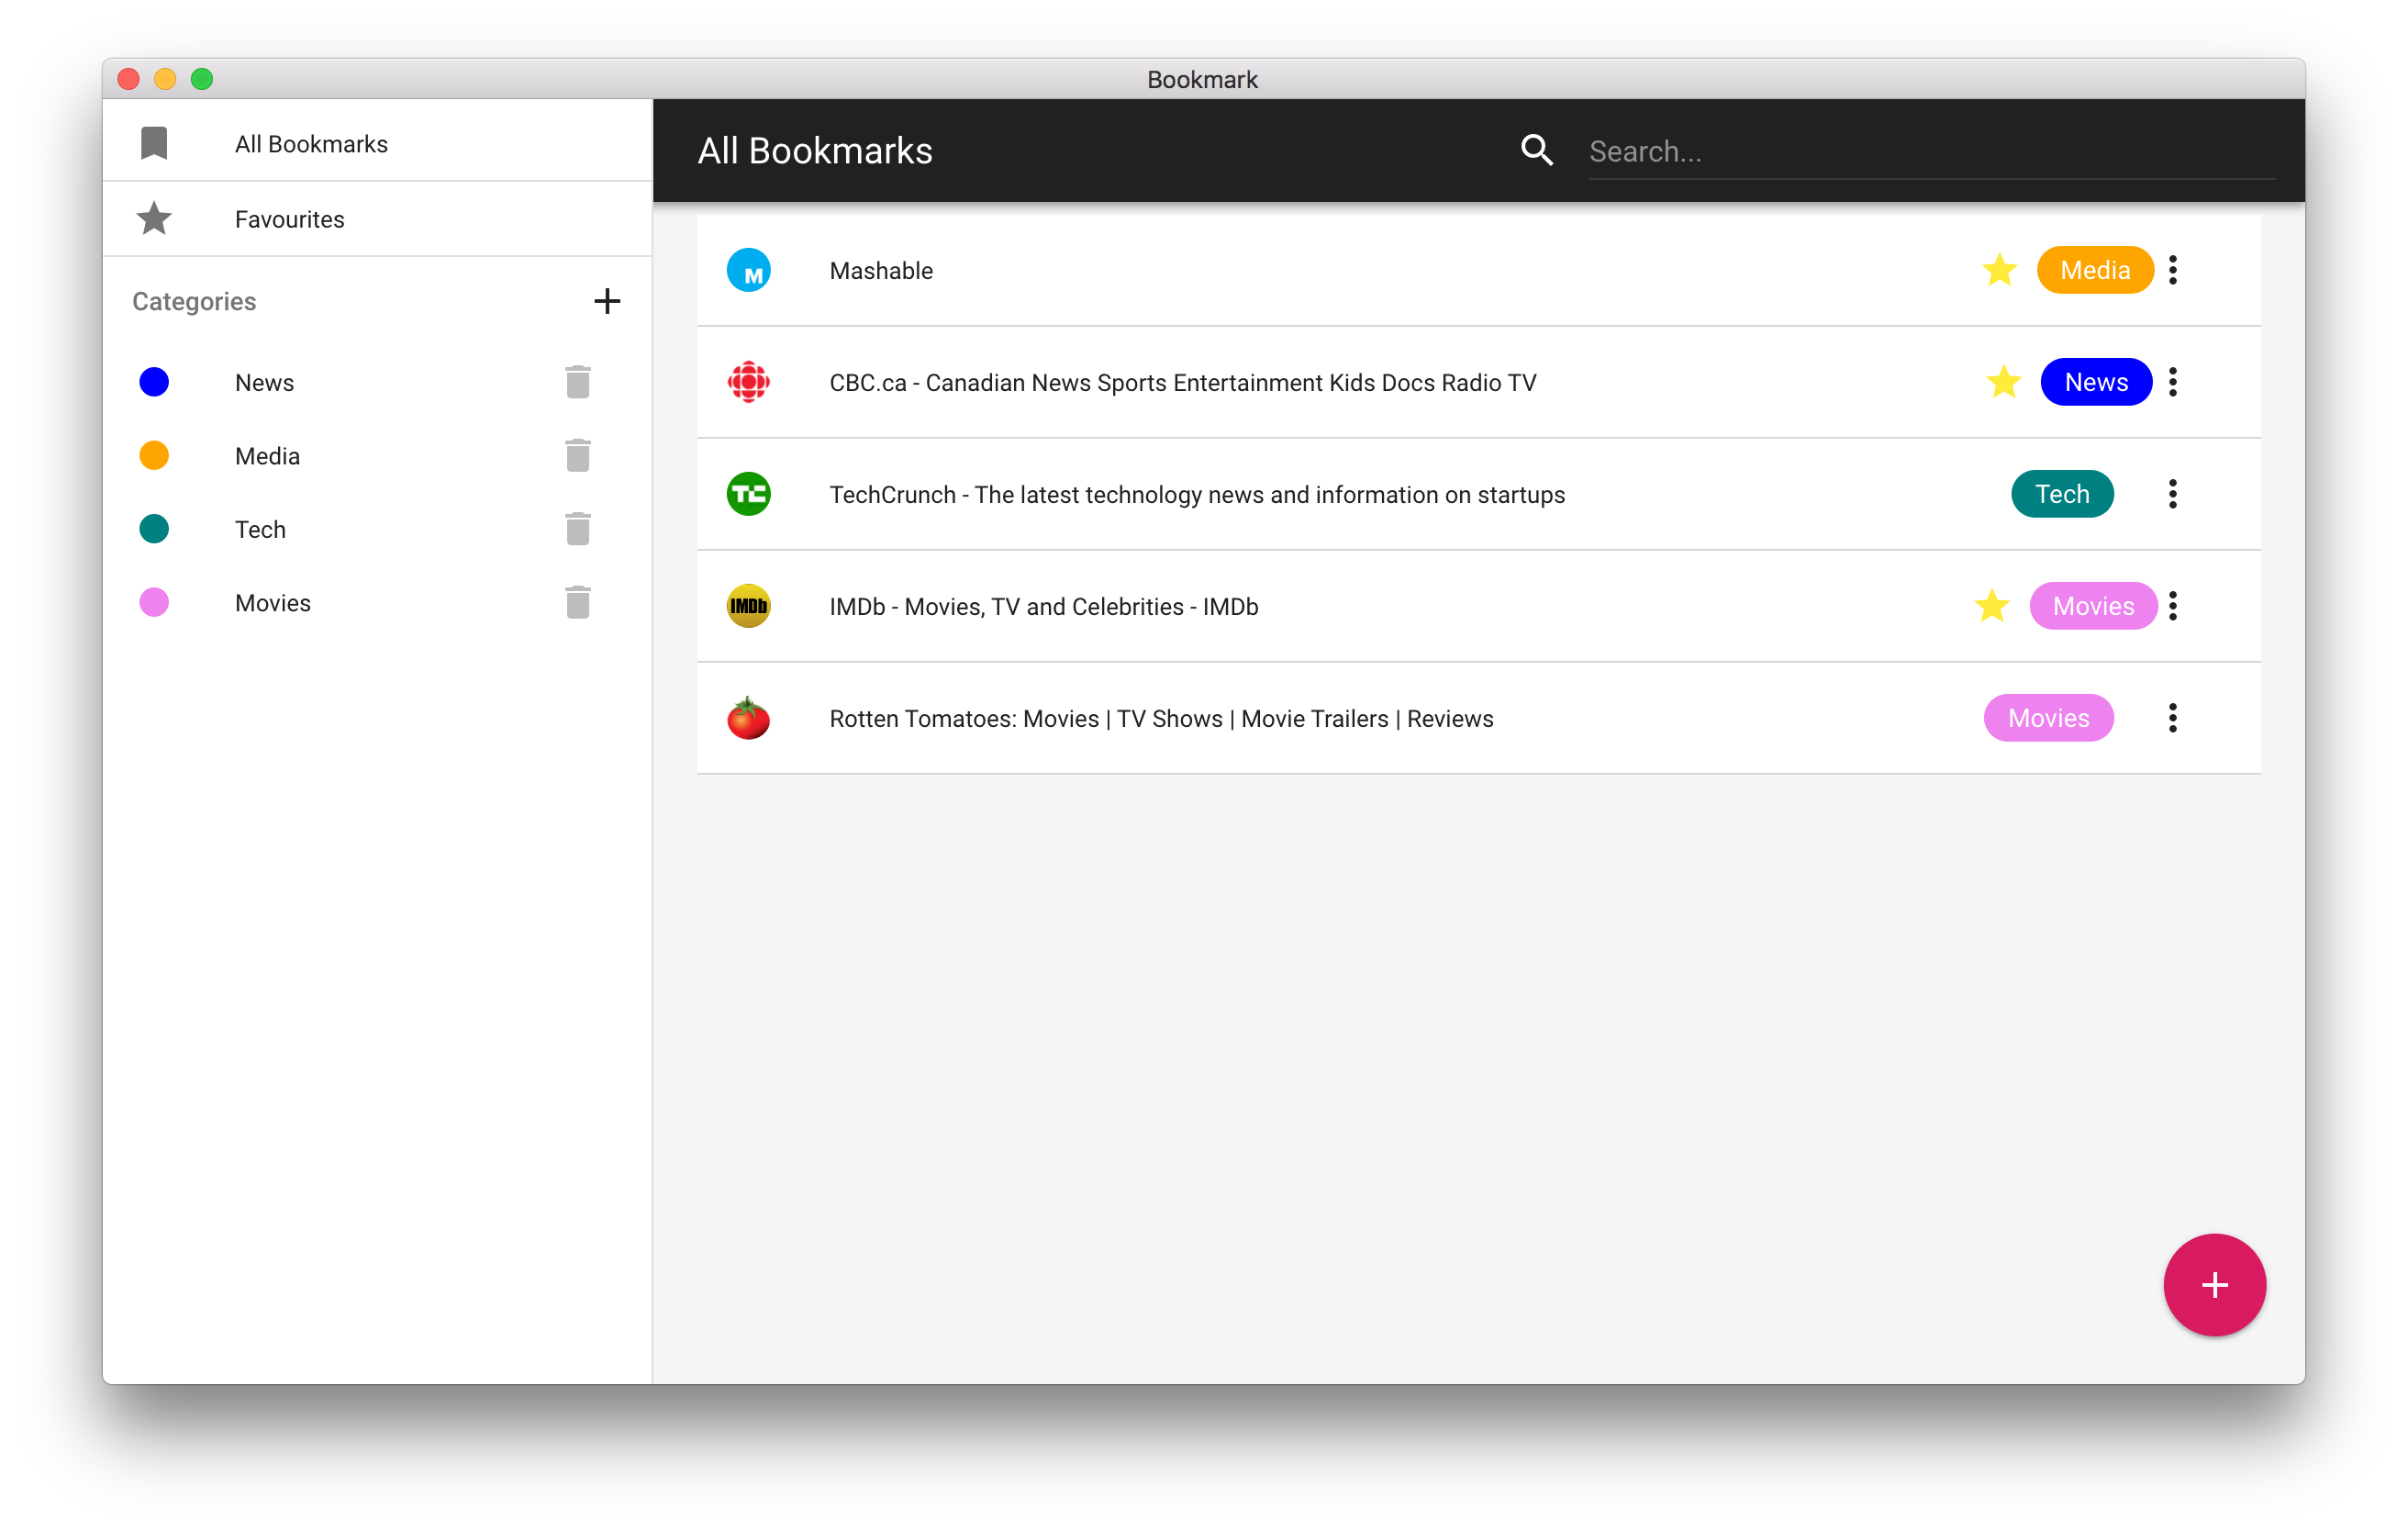 Bookmark
All Bookmarks
Favourites
Categories
News
Media
Tech
Movies
All Bookmarks
Search...
M Mashable Media
CBC.ca - Canadian News Sports Entertainment Kids Docs Radio TV News
TC TechCrunch - The latest technology news and information on startups Tech
IMDb IMDb - Movies, TV and Celebrities - IMDb Movies
Rotten Tomatoes: Movies | TV Shows | Movie Trailers | Reviews Movies